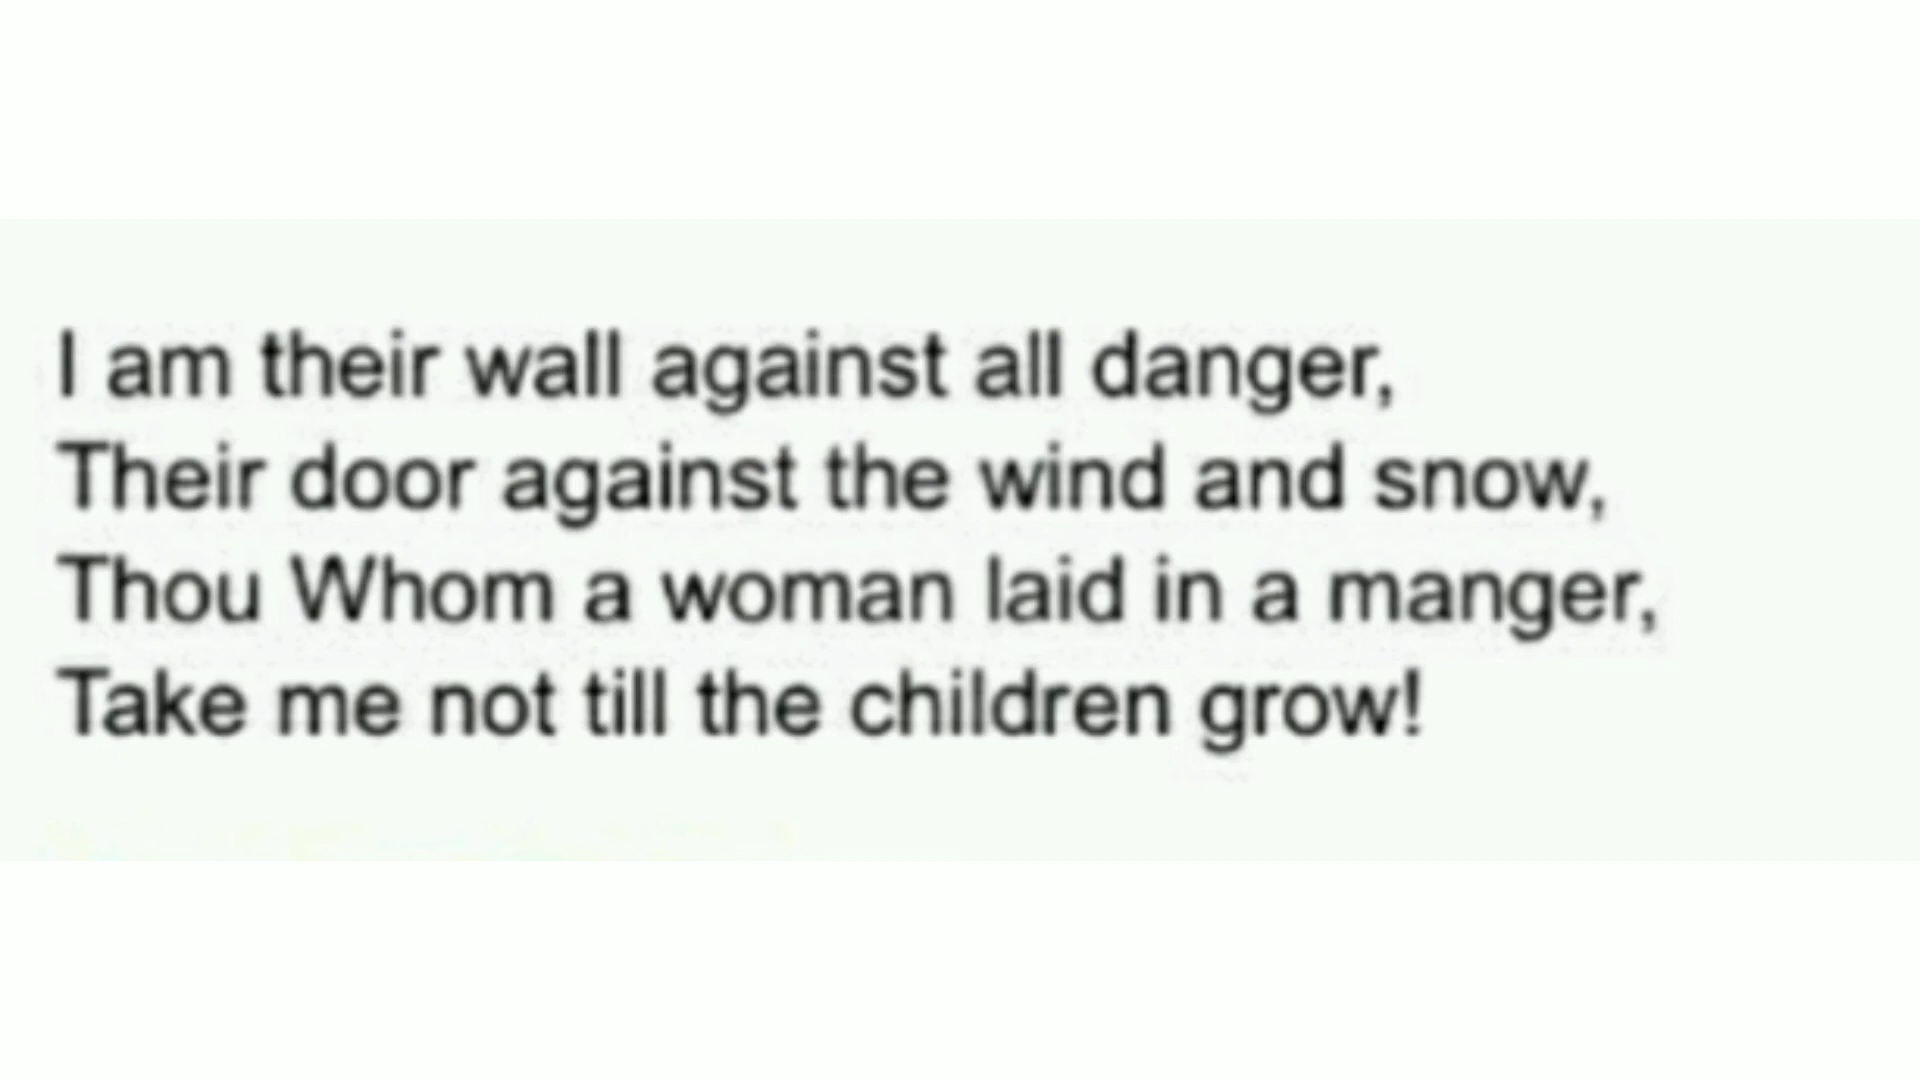 I am their wall against all danger,
Their door against the wind and snow,
Thou Whom a woman laid in a manger,
Take me not till the children grow!